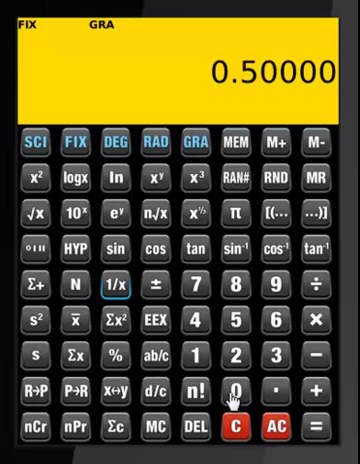 FIX GRA
0.50000
SCI FIX DEG RAD GRA MEM M+ M-
x² logx ln xʸ x³ RAN# RND MR
√x 10ˣ eʸ n√x x⅓ π [(... ...)]
o I II HYP sin cos tan sin⁻¹ cos⁻¹ tan⁻¹
Σ+ N 1/x ± 7 8 9 ÷
s² x̅ Σx² EEX 4 5 6 ×
s Σx % ab/c 1 2 3 −
R→P P→R x↔y d/c n! 0 . +
nCr nPr Σc MC DEL C AC =